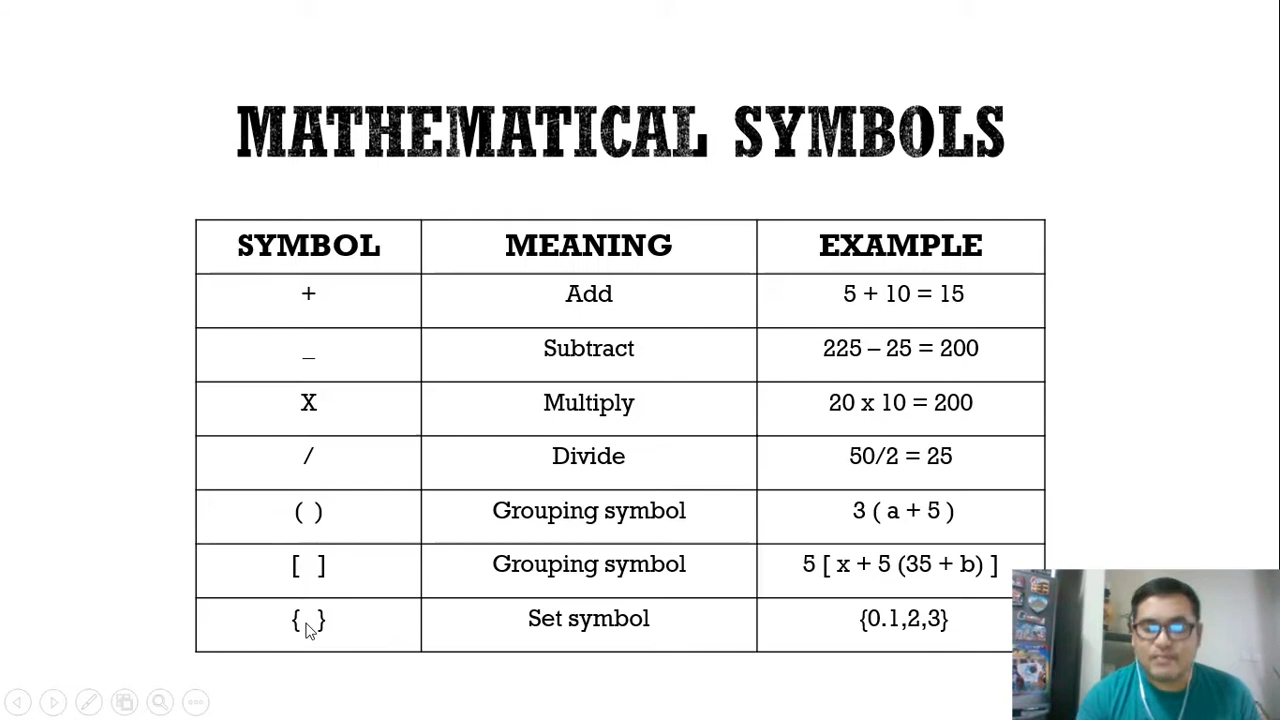 MATHEMATICAL SYMBOLS
SYMBOL MEANING EXAMPLE
+ Add 5 + 10 = 15
_ Subtract 225 – 25 = 200
X Multiply 20 x 10 = 200
/ Divide 50/2 = 25
( ) Grouping symbol 3 ( a + 5 )
[ ] Grouping symbol 5 [ x + 5 (35 + b) ]
{ } Set symbol {0.1,2,3}